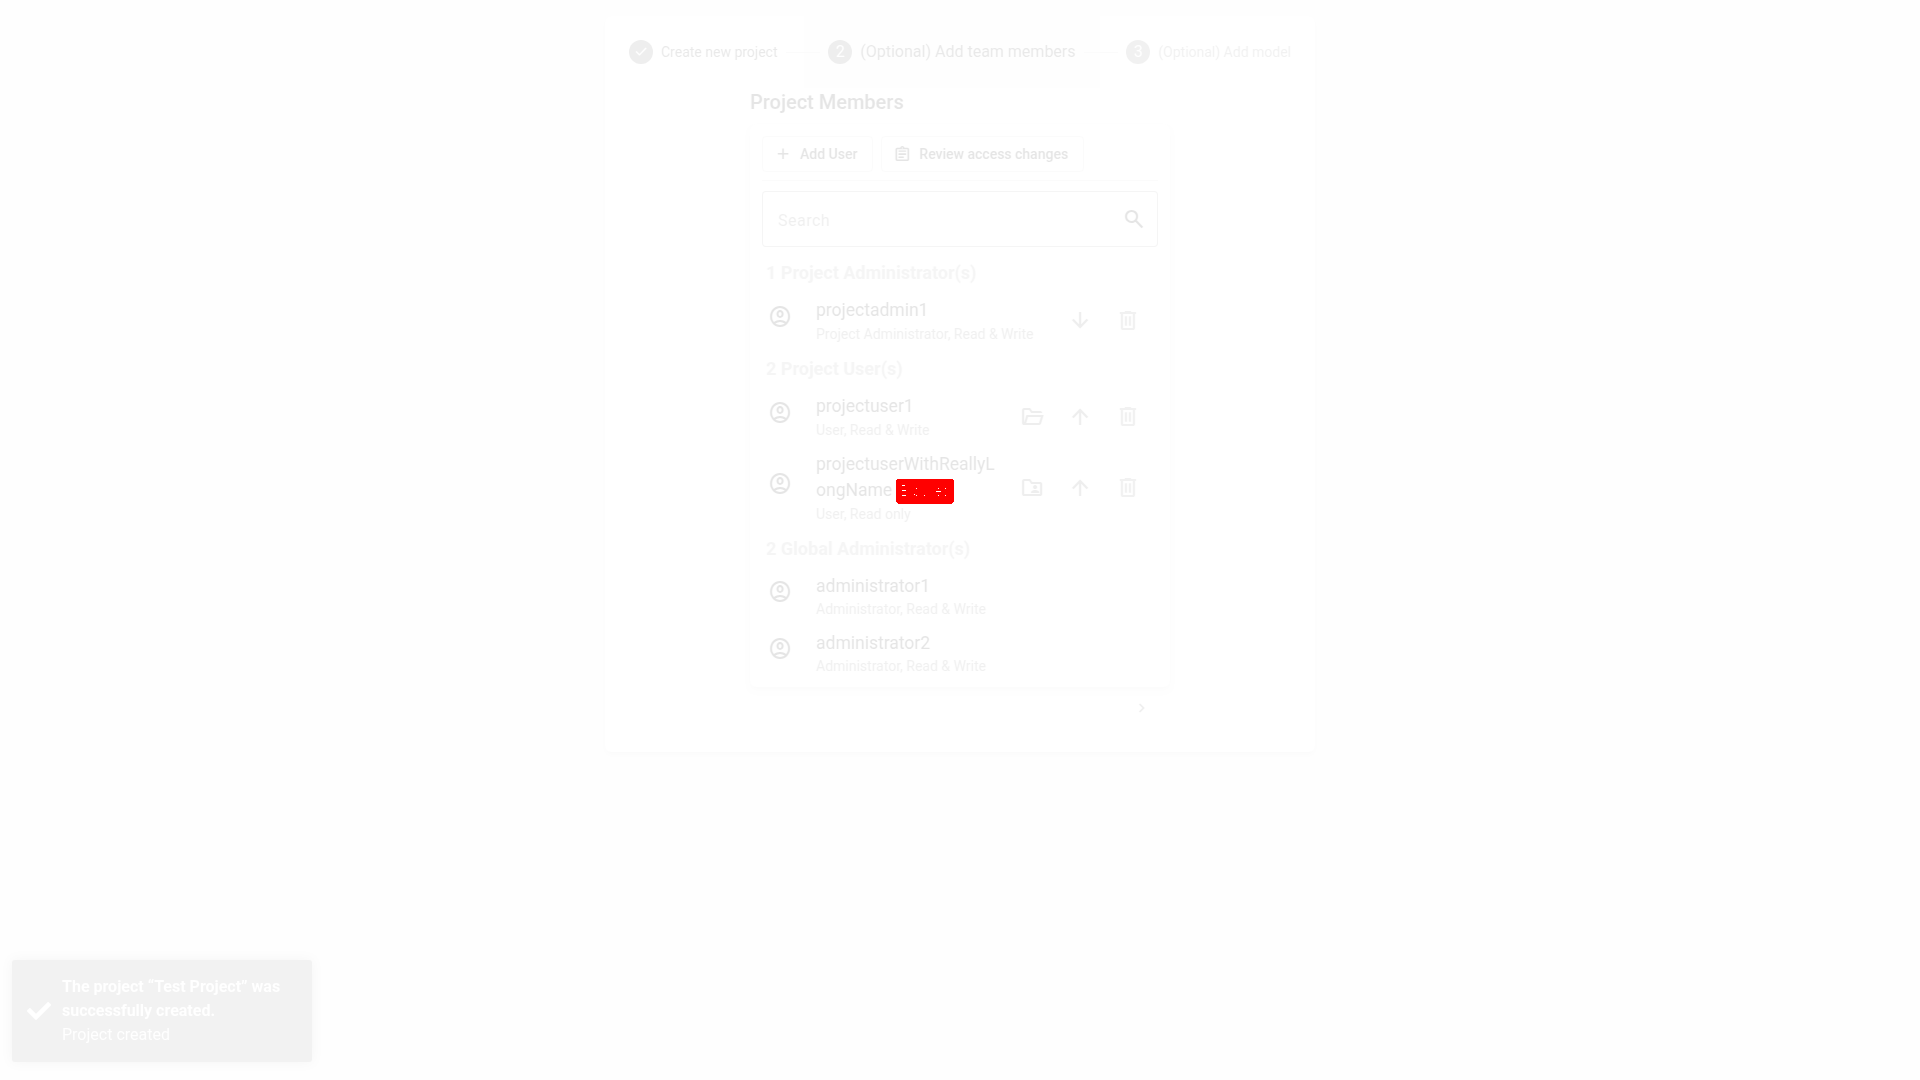 Create new project
2 (Optional) Add team members
3 (Optional) Add model
Project Members
Add User
Review access changes
Search
1 Project Administrator(s)
projectadmin1
Project Administrator, Read & Write
2 Project User(s)
projectuser1
User, Read & Write
projectuserWithReallyL
ongName
User, Read only
2 Global Administrator(s)
administrator1
Administrator, Read & Write
administrator2
Administrator, Read & Write
The project “Test Project” was
successfully created.
Project created